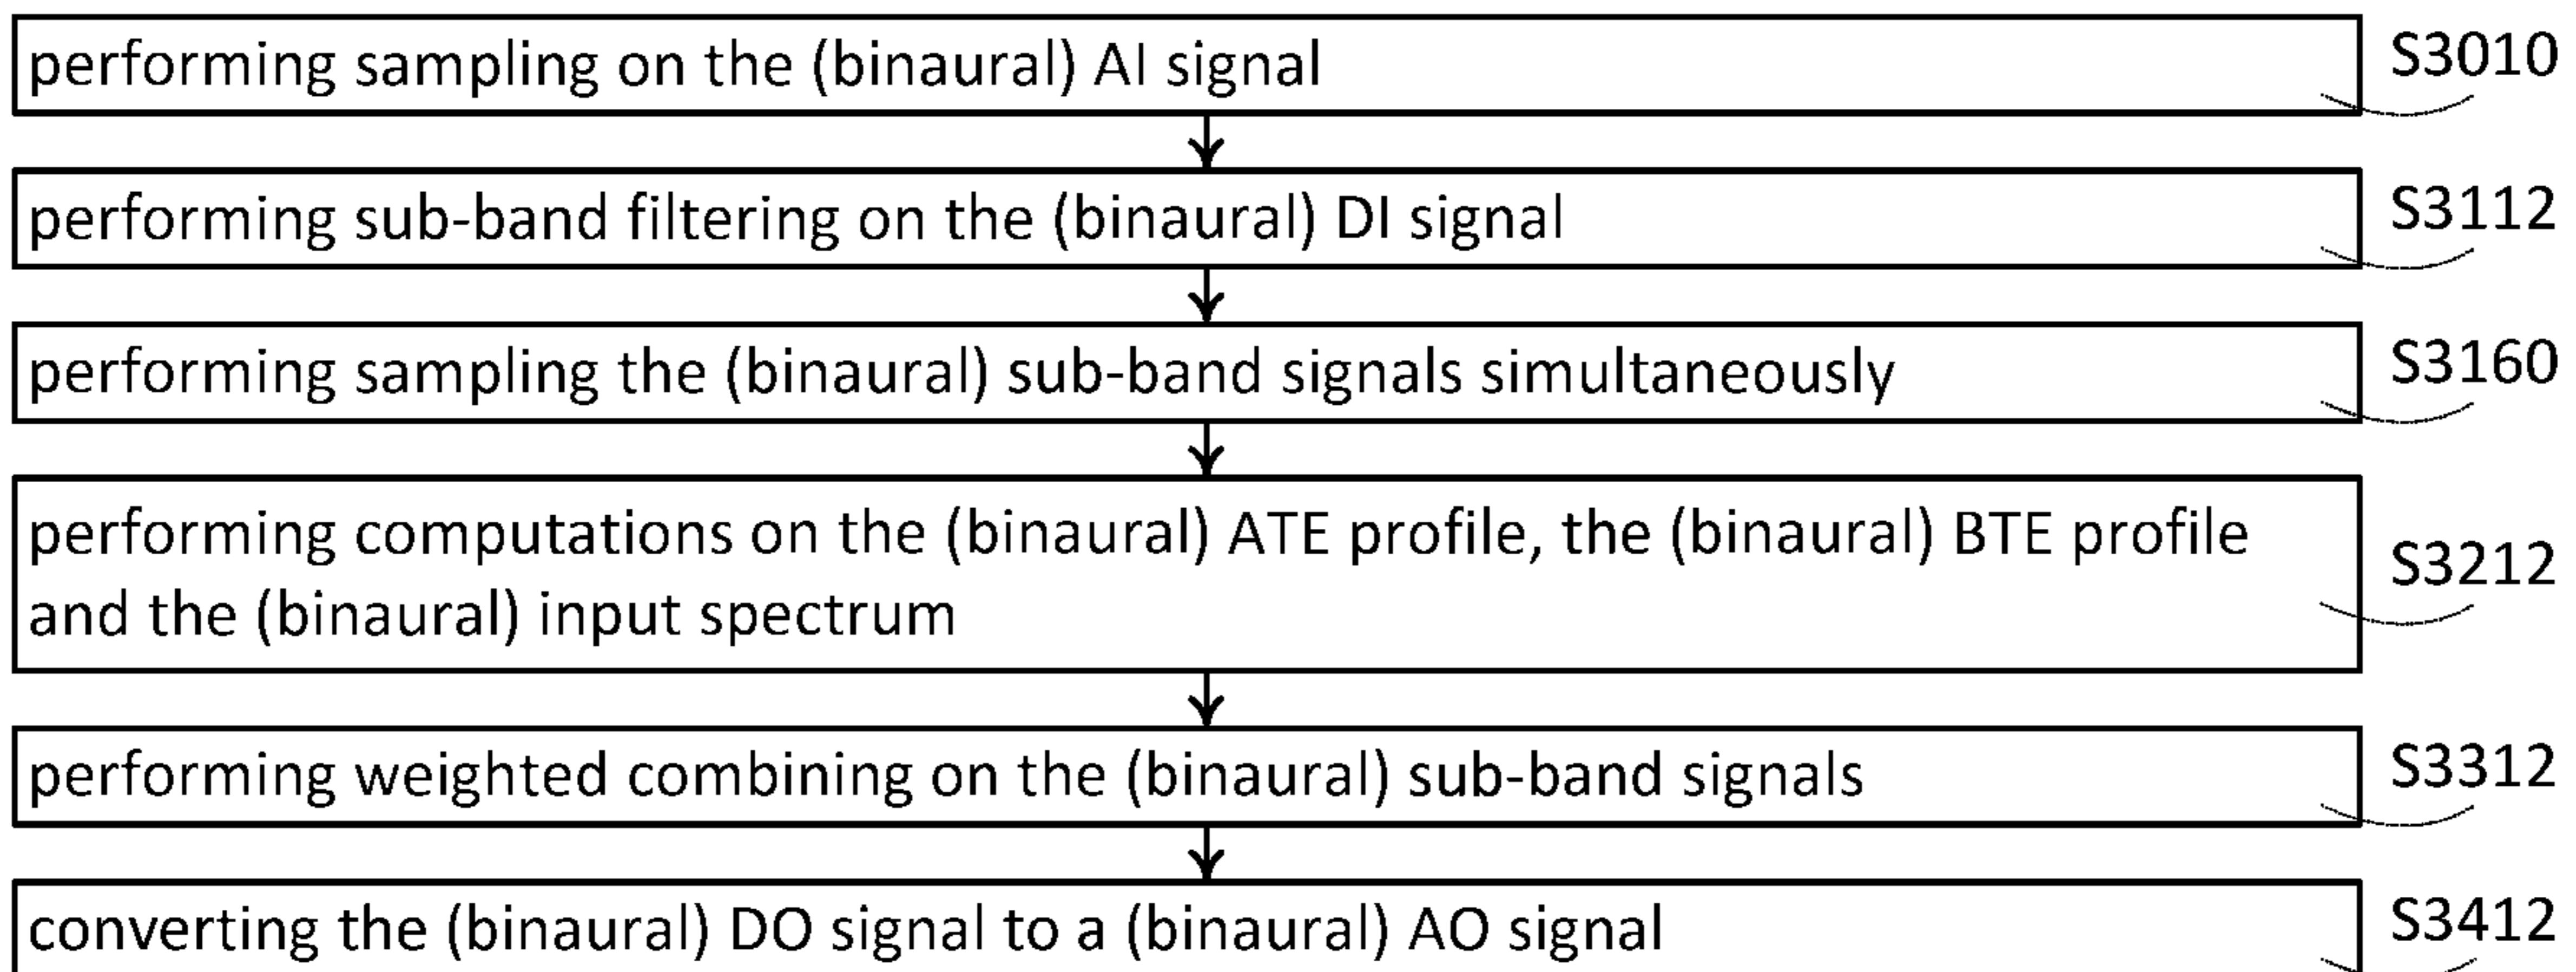 performing sampling on the (binaural) AI signal S3010
performing sub-band filtering on the (binaural) DI signal S3112
performing sampling the (binaural) sub-band signals simultaneously S3160
performing computations on the (binaural) ATE profile, the (binaural) BTE profile
and the (binaural) input spectrum
S3212
performing weighted combining on the (binaural) sub-band signals S3312
converting the (binaural) DO signal to a (binaural) AO signal S3412